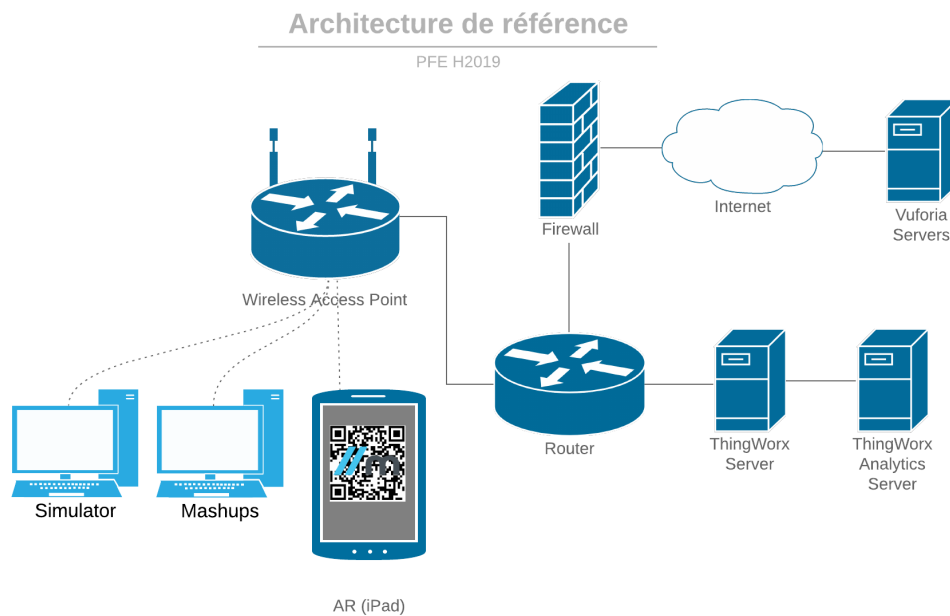 Architecture de référence
PFE H2019
Firewall
Internet
Vuforia
Servers
Wireless Access Point
Router
ThingWorx
Server
ThingWorx
Analytics
Server
Simulator
Mashups
m
AR (iPad)